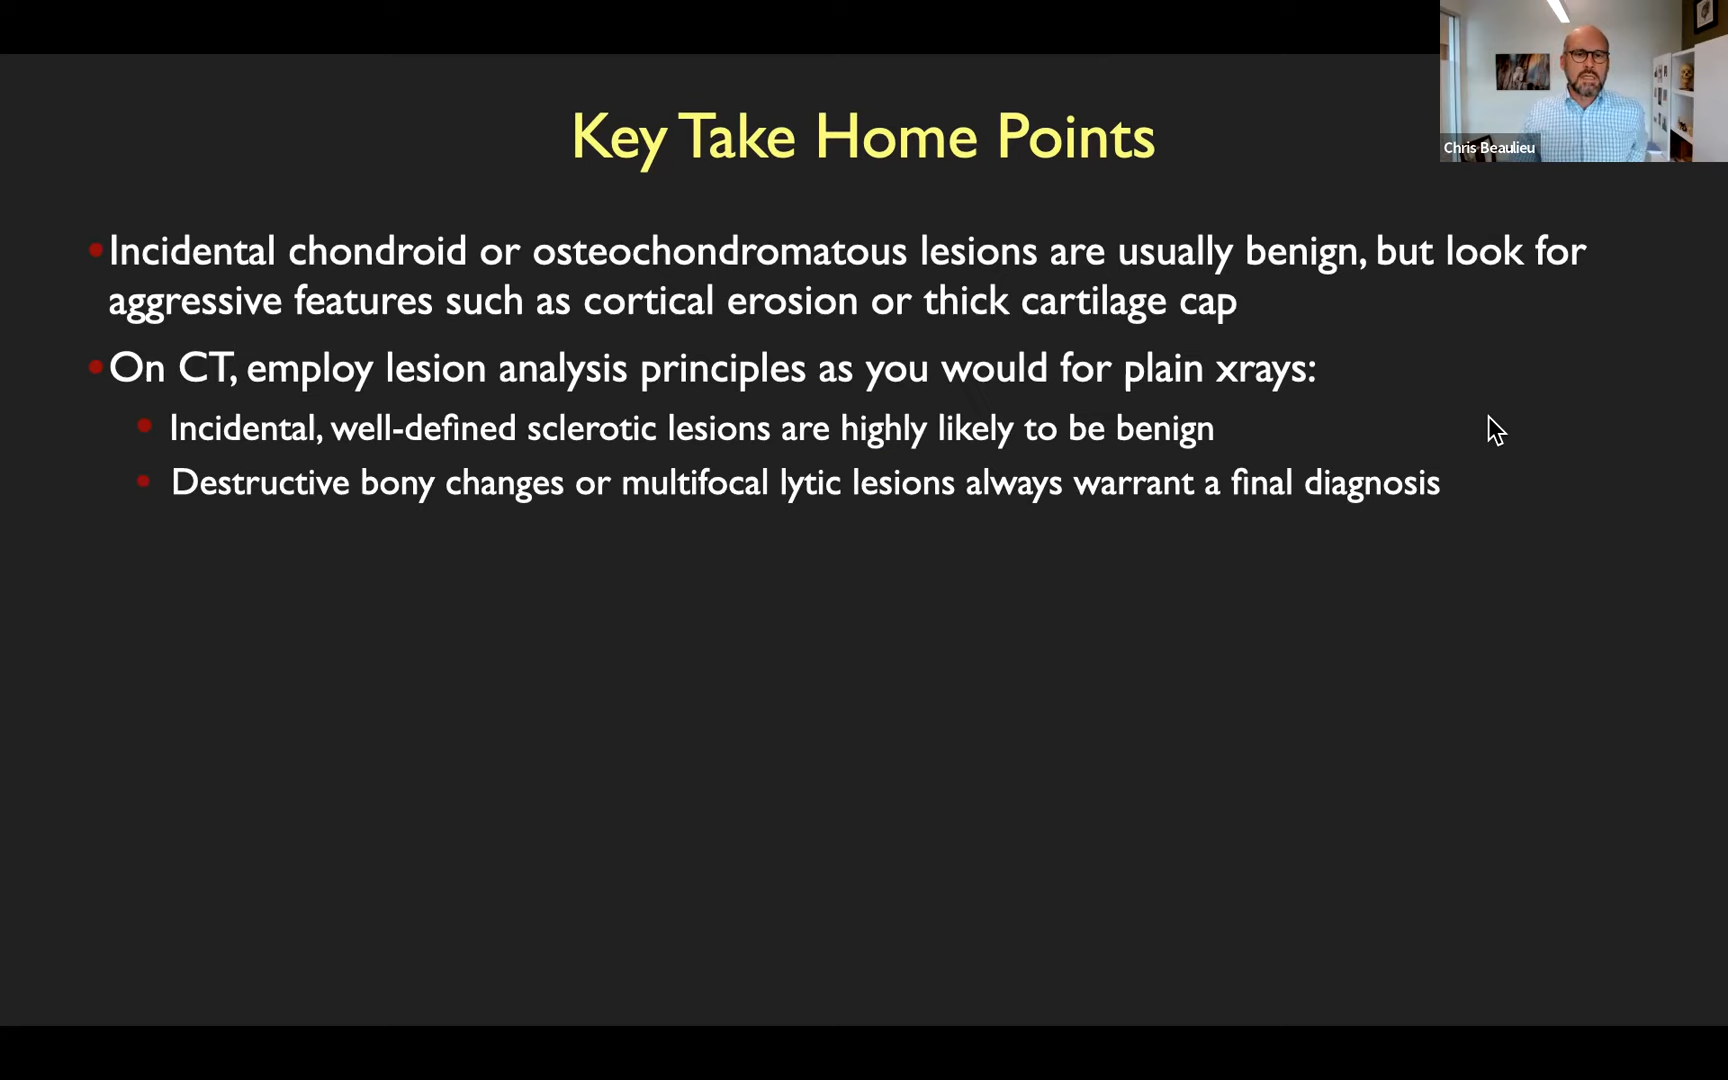 Key Take Home Points
Chris Beaulieu
•Incidental chondroid or osteochondromatous lesions are usually benign, but look for
aggressive features such as cortical erosion or thick cartilage cap
•On CT, employ lesion analysis principles as you would for plain xrays:
• Incidental, well-defined sclerotic lesions are highly likely to be benign
• Destructive bony changes or multifocal lytic lesions always warrant a final diagnosis